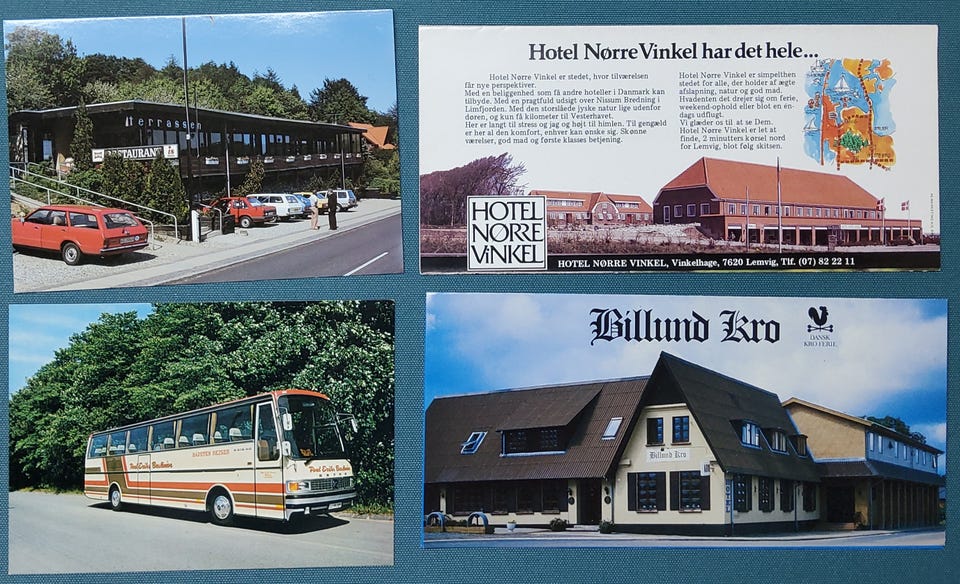 terrassen
RESTAURANT
Hotel Nørre Vinkel har det hele...
Hotel Nørre Vinkel er stedet, hvor tilværelsen
får nye perspektiver.
Med en beliggenhed som få andre hoteller i Danmark kan
tilbyde. Med en pragtfuld udsigt over Nissum Bredning i
Limfjorden. Med den storslåede jyske natur lige udenfor
døren, og kun få kilometer til Vesterhavet.
Her er langt til stress og jag og højt til himlen. Til gengæld
er her al den komfort, enhver kan ønske sig. Skønne
værelser, god mad og første klasses betjening.
Hotel Nørre Vinkel er simpelthen
stedet for alle, der holder af ægte
afslapning, natur og god mad.
Hvadenten det drejer sig om ferie,
weekend-ophold eller blot en én-
dags udflugt.
Vi glæder os til at se Dem.
Hotel Nørre Vinkel er let at
finde, 2 minutters kørsel nord
for Lemvig, blot følg skitsen.
HOTEL
NØRRE
VINKEL
HOTEL NØRRE VINKEL, Vinkelhage, 7620 Lemvig, Tlf. (07) 82 22 11
HADSTEN REJSER
Poul Eriks Busser
Billund Kro
DANSK
KRO FERIE
Billund Kro
HOTEL